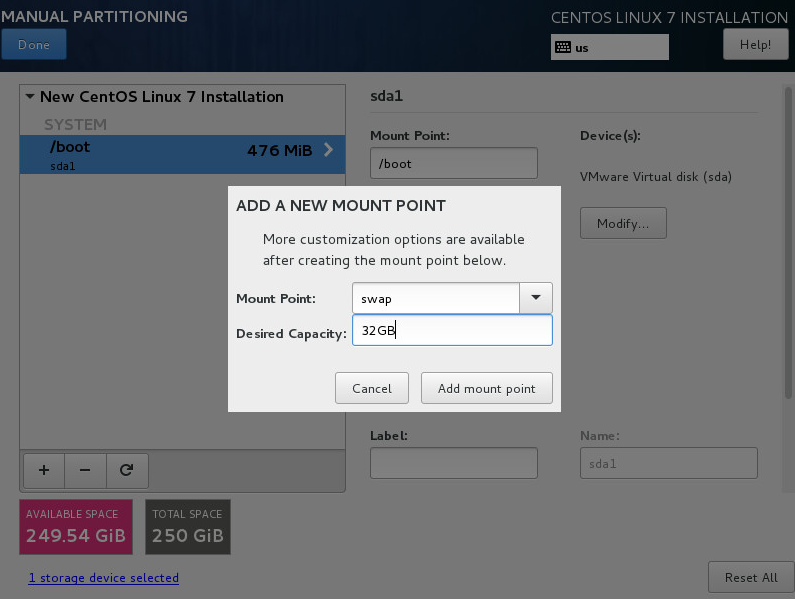 MANUAL PARTITIONING
CENTOS LINUX 7 INSTALLATION
Done
us
Help!
New CentOS Linux 7 Installation
SYSTEM
/boot
476 MiB
sda1
sda1
Mount Point:
/boot
Device(s):
VMware Virtual disk (sda)
Modify...
ADD A NEW MOUNT POINT
More customization options are available
after creating the mount point below.
Mount Point:
swap
Desired Capacity:
32GB
Cancel
Add mount point
Label:
Name:
sda1
+
−
AVAILABLE SPACE
249.54 GiB
TOTAL SPACE
250 GiB
1 storage device selected
Reset All